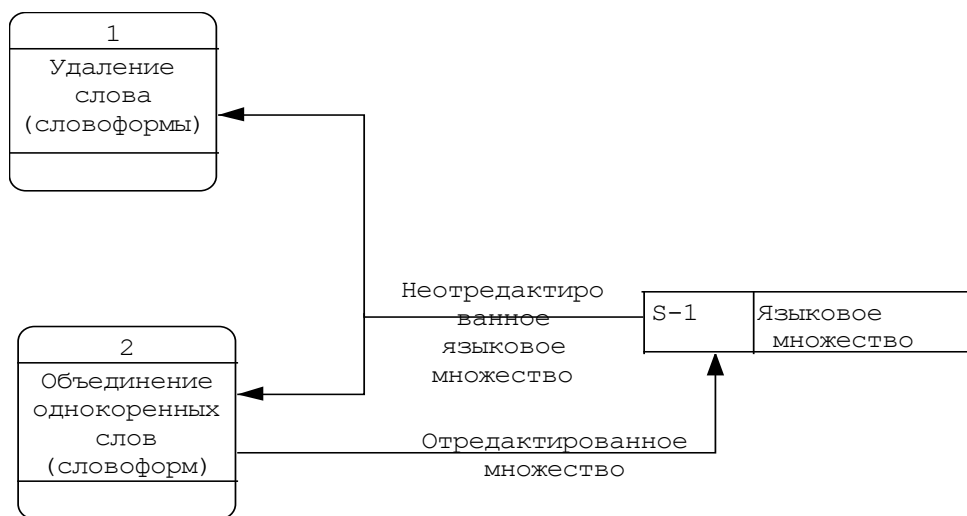 1
Удаление
слова
(словоформы)
Неотредактиро
ванное
языковое
множество
S-1
Языковое
множество
2
Объединение
однокоренных
слов
(словоформ)
Отредактированное
множество